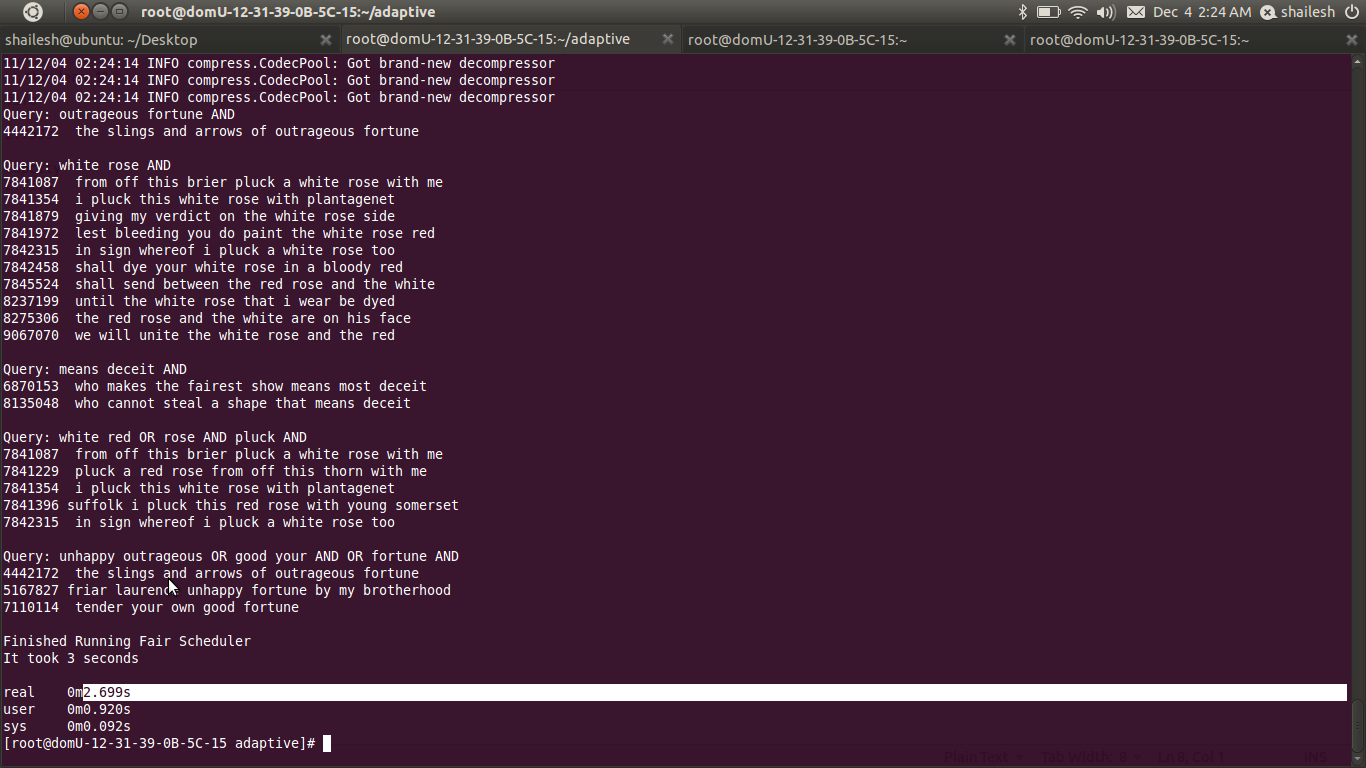 root@domU-12-31-39-0B-5C-15:~/adaptive
Dec 4 2:24 AM shailesh
shailesh@ubuntu: ~/Desktop
root@domU-12-31-39-0B-5C-15:~/adaptive
root@domU-12-31-39-0B-5C-15:~
root@domU-12-31-39-0B-5C-15:~
11/12/04 02:24:14 INFO compress.CodecPool: Got brand-new decompressor
11/12/04 02:24:14 INFO compress.CodecPool: Got brand-new decompressor
11/12/04 02:24:14 INFO compress.CodecPool: Got brand-new decompressor
Query: outrageous fortune AND
4442172  the slings and arrows of outrageous fortune
Query: white rose AND
7841087  from off this brier pluck a white rose with me
7841354  i pluck this white rose with plantagenet
7841879  giving my verdict on the white rose side
7841972  lest bleeding you do paint the white rose red
7842315  in sign whereof i pluck a white rose too
7842458  shall dye your white rose in a bloody red
7845524  shall send between the red rose and the white
8237199  until the white rose that i wear be dyed
8275306  the red rose and the white are on his face
9067070  we will unite the white rose and the red
Query: means deceit AND
6870153  who makes the fairest show means most deceit
8135048  who cannot steal a shape that means deceit
Query: white red OR rose AND pluck AND
7841087  from off this brier pluck a white rose with me
7841229  pluck a red rose from off this thorn with me
7841354  i pluck this white rose with plantagenet
7841396 suffolk i pluck this red rose with young somerset
7842315  in sign whereof i pluck a white rose too
Query: unhappy outrageous OR good your AND OR fortune AND
4442172  the slings and arrows of outrageous fortune
5167827 friar laurence unhappy fortune by my brotherhood
7110114  tender your own good fortune
Finished Running Fair Scheduler
It took 3 seconds
real    0m2.699s
user    0m0.920s
sys     0m0.092s
[root@domU-12-31-39-0B-5C-15 adaptive]#
Plain Text Tab Width: 8 Ln 8, Col 1 INS